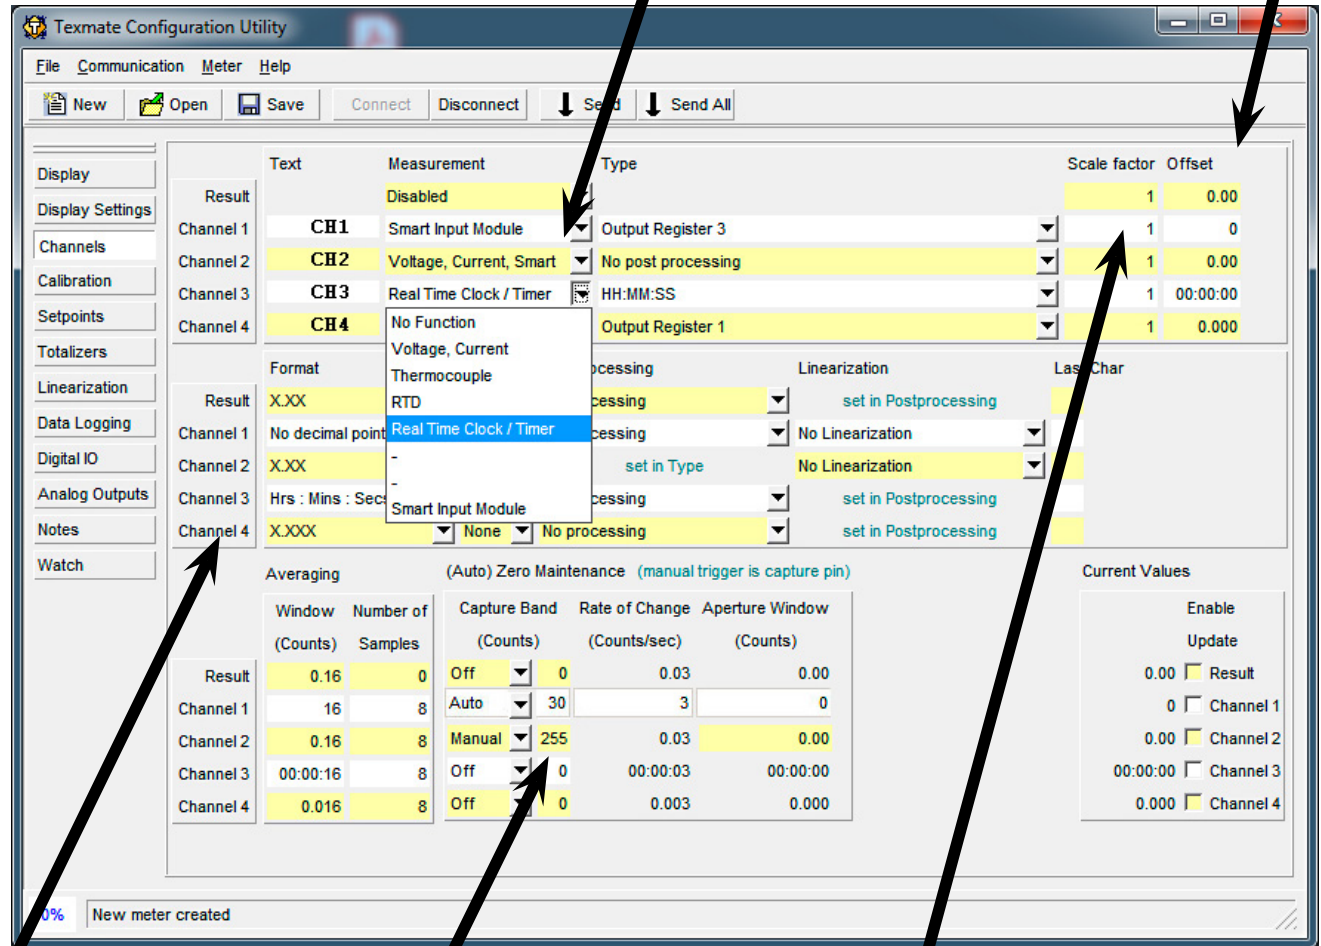 Texmate Configuration Utility
File Communication Meter Help
New Open Save Connect Disconnect Send Send All
Text Measurement Type Scale factor Offset
Display
Result Disabled 1 0.00
Display Settings
Channel 1 CH1 Smart Input Module Output Register 3 1 0
Channels
Channel 2 CH2 Voltage, Current, Smart No post processing 1 0.00
Calibration
Channel 3 CH3 Real Time Clock / Timer HH:MM:SS 1 00:00:00
Setpoints
Channel 4 CH4 Output Register 1 1 0.000
No Function
Voltage, Current
Thermocouple
RTD
Real Time Clock / Timer
-
-
Smart Input Module
Totalizers
Linearization
Data Logging
Digital IO
Analog Outputs
Notes
Watch
Format Linearization Char
Result X.XX set in Postprocessing
Channel 1 No decimal point No Linearization
Channel 2 X.XX set in Type No Linearization
Channel 3 Hrs : Mins : Secs set in Postprocessing
Channel 4 X.XXX None No processing set in Postprocessing
Averaging (Auto) Zero Maintenance (manual trigger is capture pin) Current Values
Window Number of Capture Band Rate of Change Aperture Window Enable
(Counts) Samples (Counts) (Counts/sec) (Counts) Update
Result 0.16 0 Off 0 0.03 0.00 0.00 Result
Channel 1 16 8 Auto 30 3 0 0 Channel 1
Channel 2 0.16 8 Manual 255 0.03 0.00 0.00 Channel 2
Channel 3 00:00:16 8 Off 0 00:00:03 00:00:00 00:00:00 Channel 3
Channel 4 0.016 8 Off 0 0.003 0.000 0.000 Channel 4
New meter created